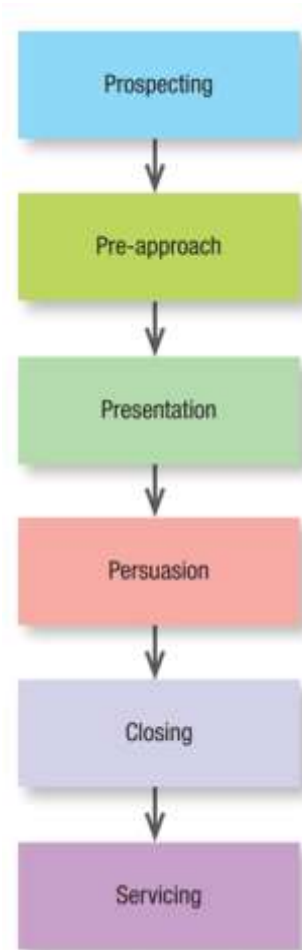 Prospecting
Pre-approach
Presentation
Persuasion
Closing
Servicing